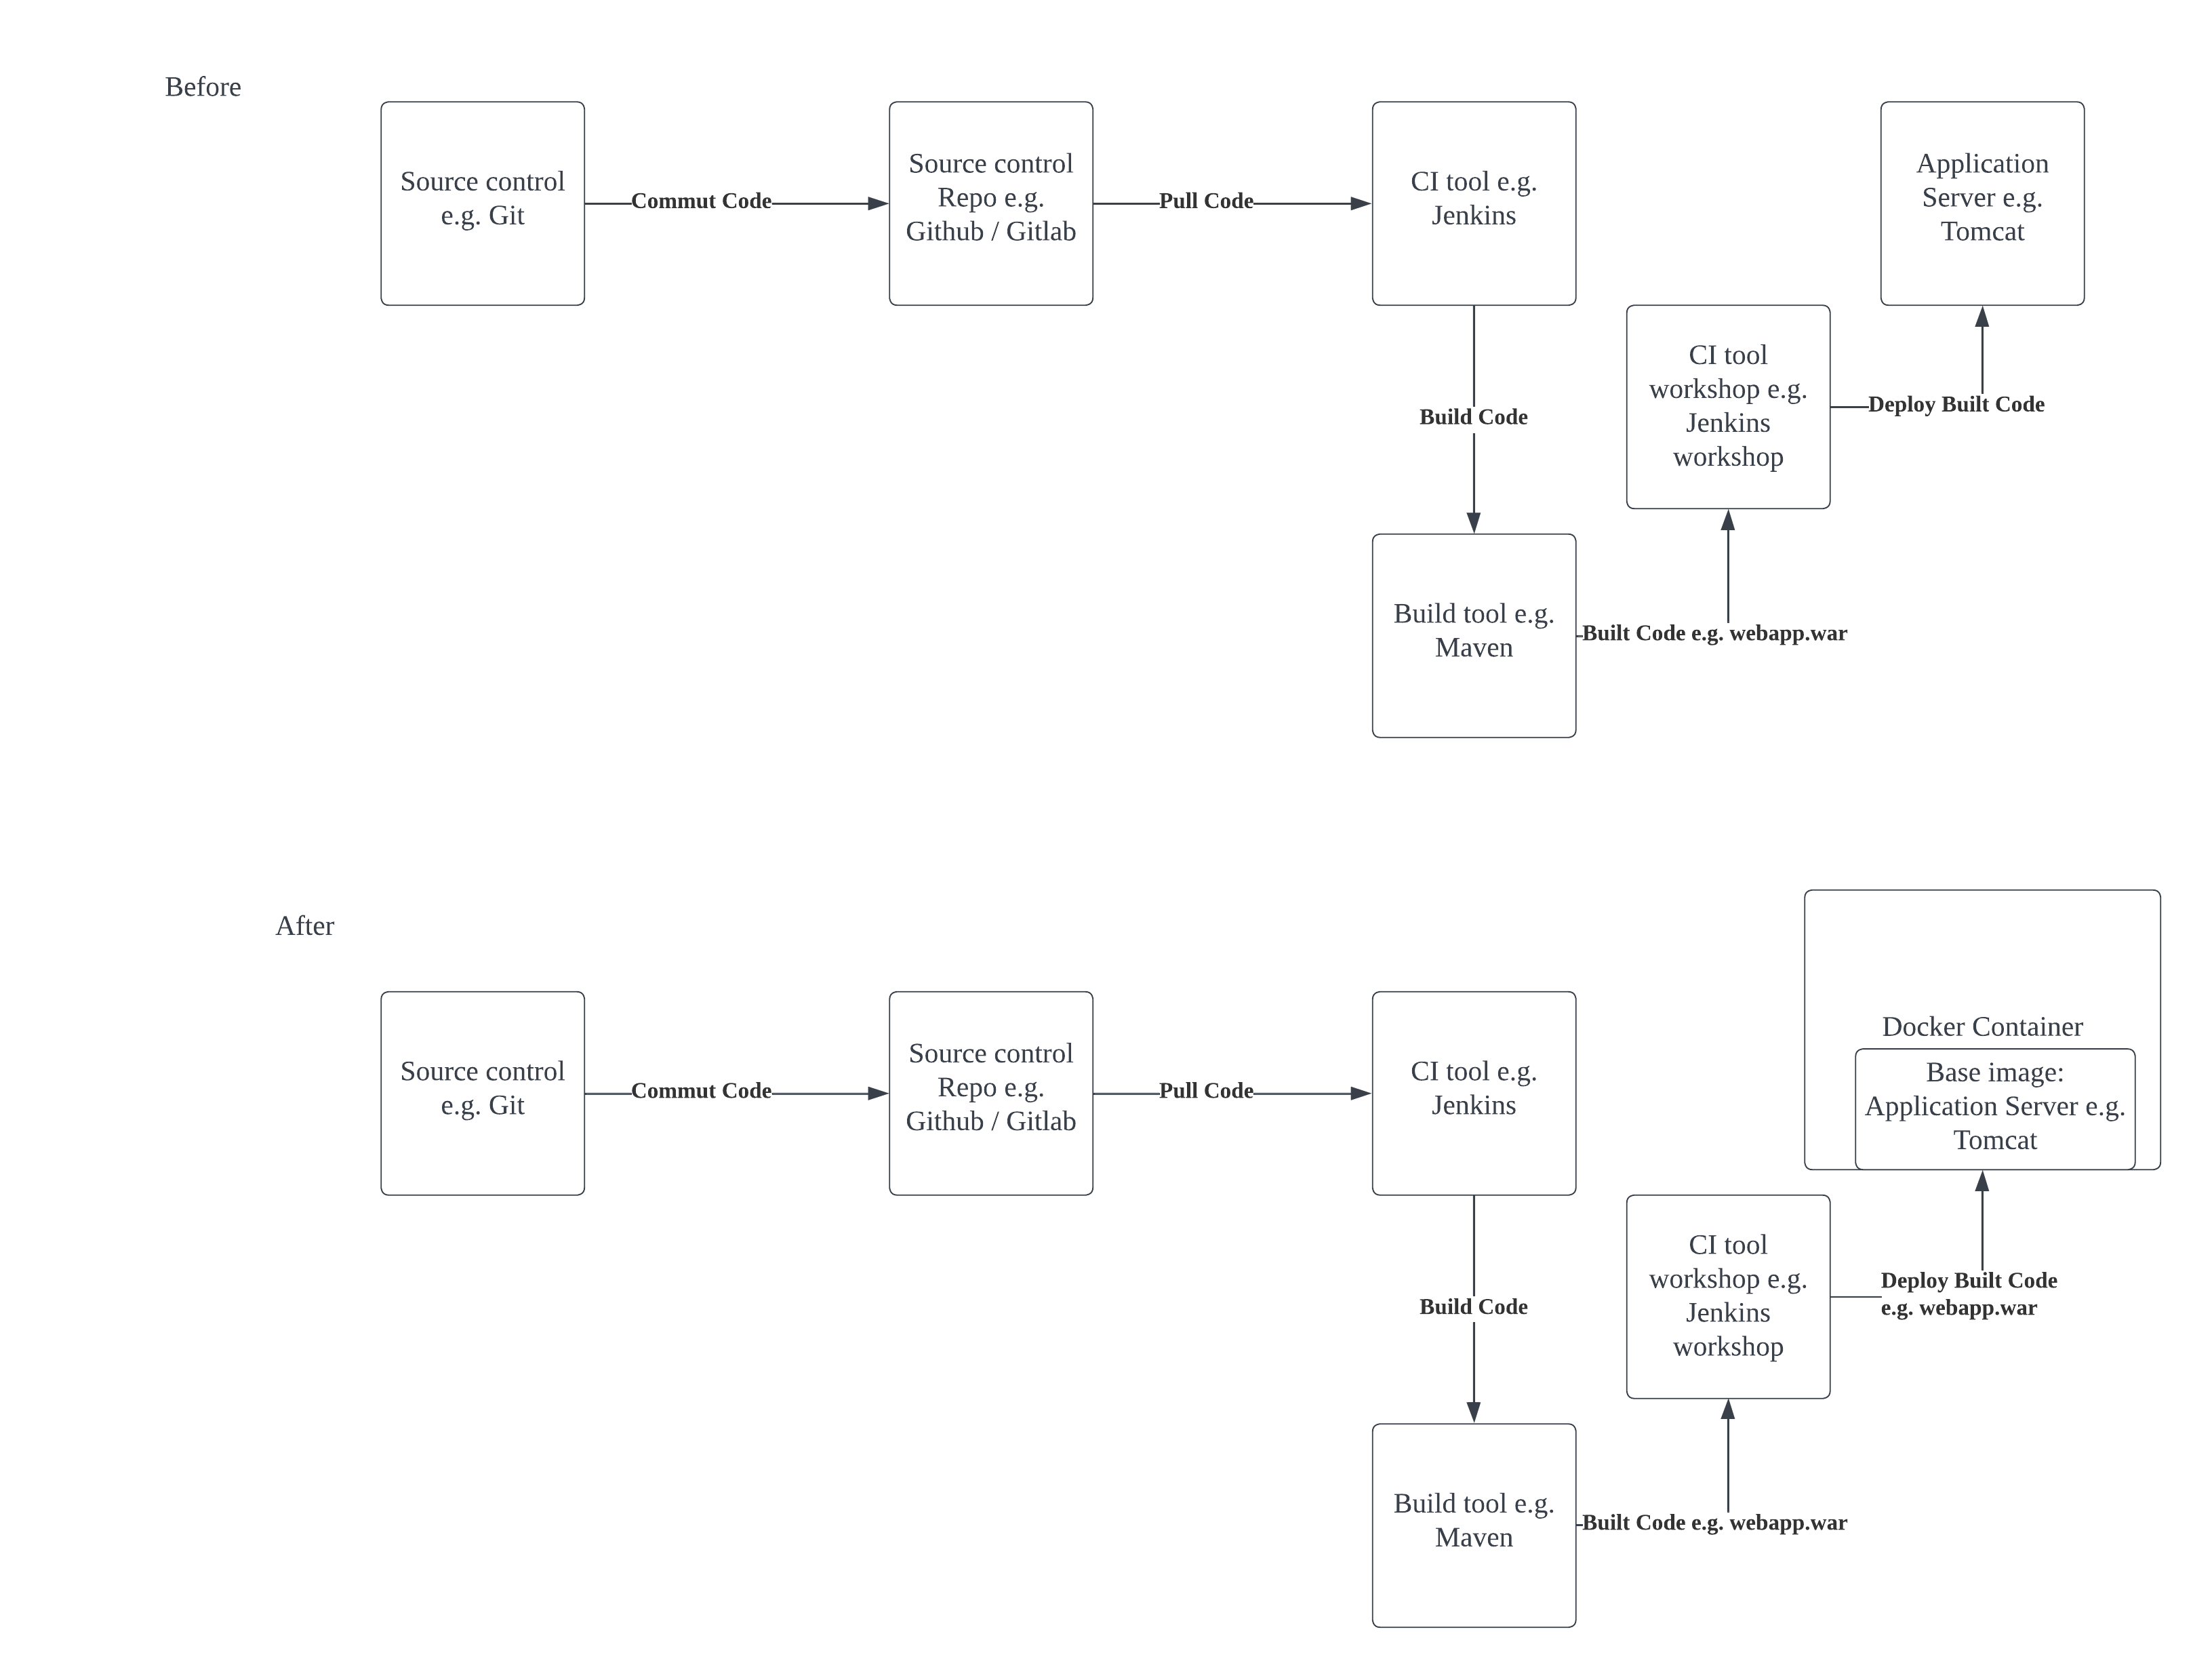 Before
Source control
e.g. Git
Commut Code
Source control
Repo e.g.
Github / Gitlab
Pull Code
CI tool e.g.
Jenkins
Build Code
Build tool e.g.
Maven
Built Code e.g. webapp.war
CI tool
workshop e.g.
Jenkins
workshop
Deploy Built Code
Application
Server e.g.
Tomcat
After
Source control
e.g. Git
Commut Code
Source control
Repo e.g.
Github / Gitlab
Pull Code
CI tool e.g.
Jenkins
Build Code
Build tool e.g.
Maven
Built Code e.g. webapp.war
CI tool
workshop e.g.
Jenkins
workshop
Deploy Built Code
e.g. webapp.war
Docker Container
Base image:
Application Server e.g.
Tomcat